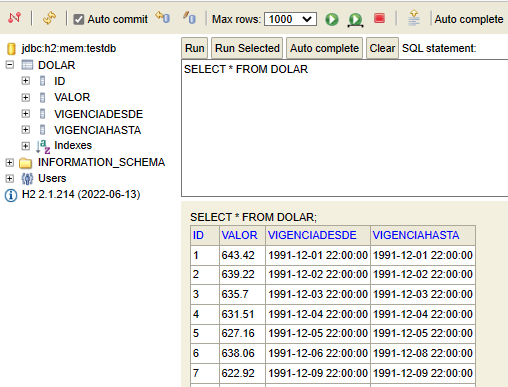 Auto commit Max rows: 1000 Auto complete
jdbc:h2:mem:testdb
DOLAR
ID
VALOR
VIGENCIADESDE
VIGENCIAHASTA
Indexes
INFORMATION_SCHEMA
Users
H2 2.1.214 (2022-06-13)
Run Run Selected Auto complete Clear SQL statement:
SELECT * FROM DOLAR
SELECT * FROM DOLAR;
ID VALOR VIGENCIADESDE VIGENCIAHASTA
1 643.42 1991-12-01 22:00:00 1991-12-01 22:00:00
2 639.22 1991-12-02 22:00:00 1991-12-02 22:00:00
3 635.7 1991-12-03 22:00:00 1991-12-03 22:00:00
4 631.51 1991-12-04 22:00:00 1991-12-04 22:00:00
5 627.16 1991-12-05 22:00:00 1991-12-05 22:00:00
6 638.06 1991-12-06 22:00:00 1991-12-08 22:00:00
7 622.92 1991-12-09 22:00:00 1991-12-09 22:00:00